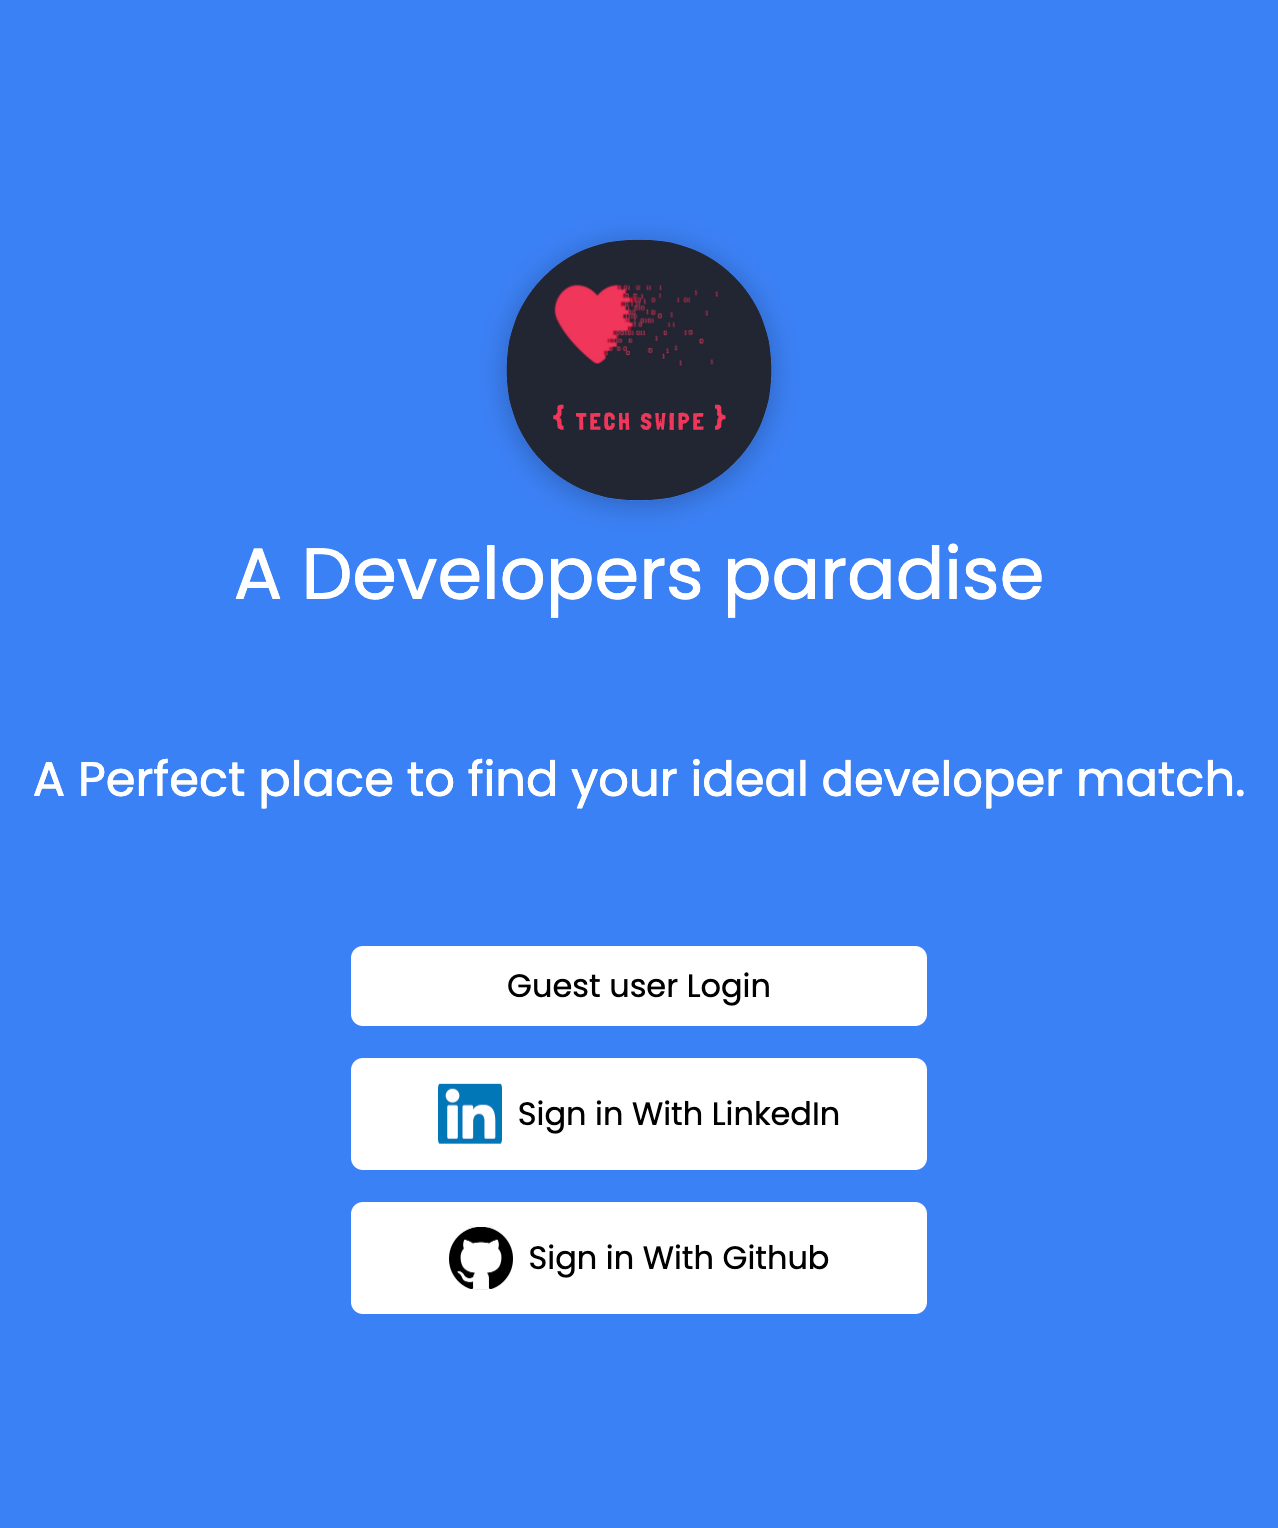 { TECH SWIPE }
A Developers paradise
A Perfect place to find your ideal developer match.
Guest user Login
in Sign in With LinkedIn
Sign in With Github